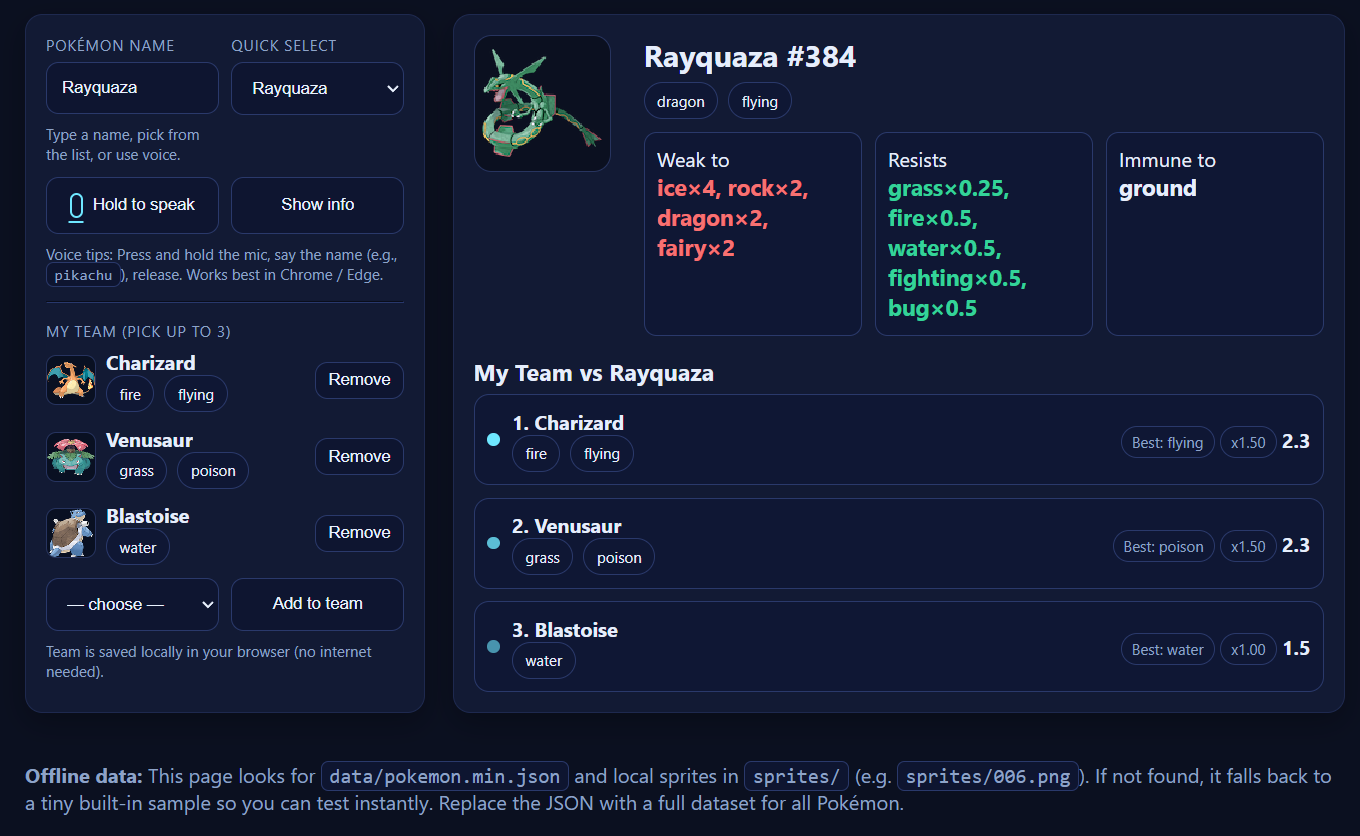 POKÉMON NAME
QUICK SELECT
Rayquaza
Rayquaza
Type a name, pick from
the list, or use voice.
Hold to speak
Show info
Voice tips: Press and hold the mic, say the name (e.g.,
pikachu), release. Works best in Chrome / Edge.
MY TEAM (PICK UP TO 3)
Charizard
fire flying
Remove
Venusaur
grass poison
Remove
Blastoise
water
Remove
— choose —
Add to team
Team is saved locally in your browser (no internet
needed).
Rayquaza #384
dragon flying
Weak to
ice×4, rock×2,
dragon×2,
fairy×2
Resists
grass×0.25,
fire×0.5,
water×0.5,
fighting×0.5,
bug×0.5
Immune to
ground
My Team vs Rayquaza
1. Charizard
fire flying
Best: flying x1.50 2.3
2. Venusaur
grass poison
Best: poison x1.50 2.3
3. Blastoise
water
Best: water x1.00 1.5
Offline data: This page looks for data/pokemon.min.json and local sprites in sprites/ (e.g. sprites/006.png). If not found, it falls back to
a tiny built-in sample so you can test instantly. Replace the JSON with a full dataset for all Pokémon.